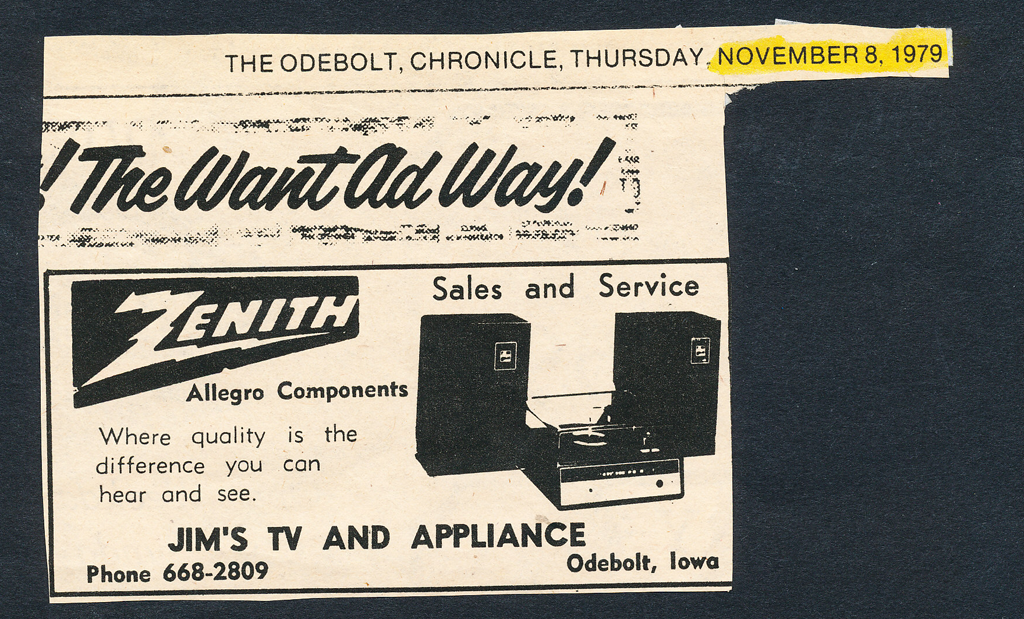 THE ODEBOLT, CHRONICLE, THURSDAY, NOVEMBER 8, 1979
! The Want Ad Way!
ZENITH
Sales and Service
Allegro Components
Where quality is the
difference you can
hear and see.
JIM'S TV AND APPLIANCE
Phone 668-2809
Odebolt, Iowa